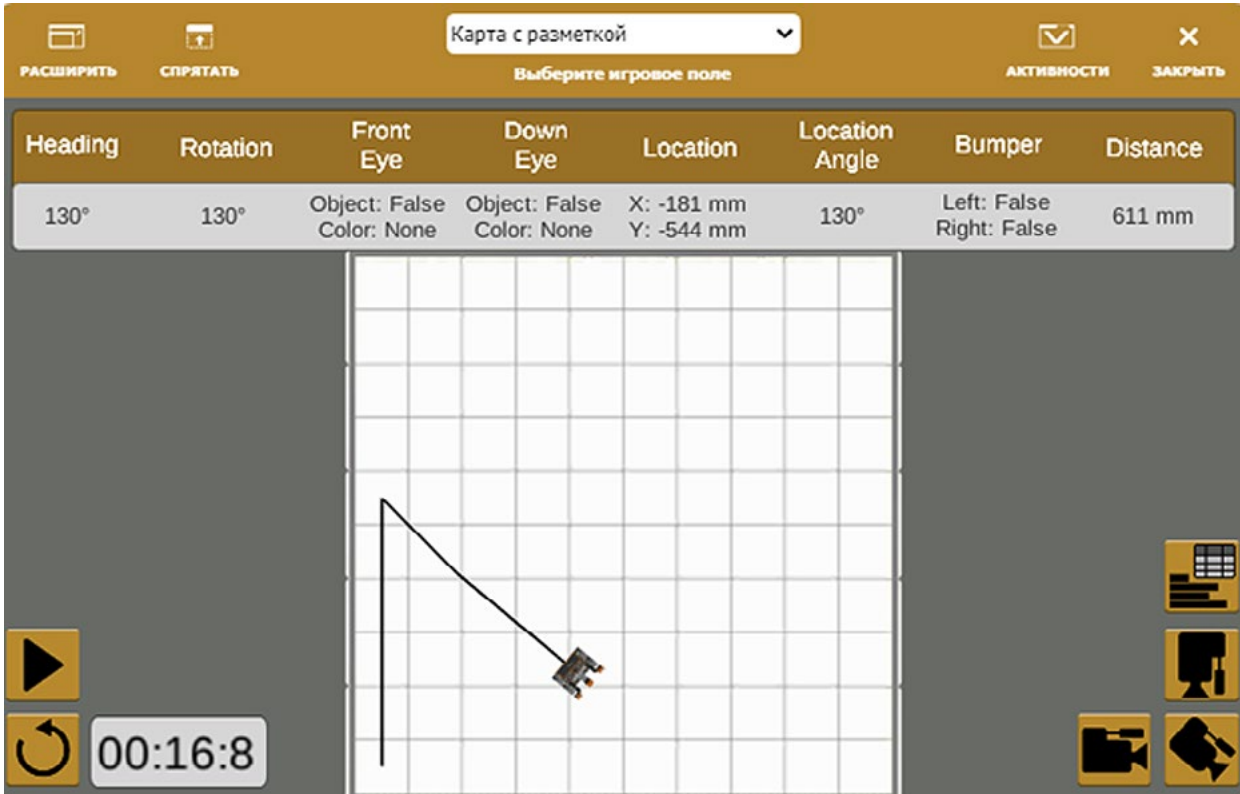 Карта с разметкой
РАСШИРИТЬ
СПРЯТАТЬ
Выберите игровое поле
АКТИВНОСТИ
ЗАКРЫТЬ
Heading
Rotation
Front
Eye
Down
Eye
Location
Location
Angle
Bumper
Distance
130°
130°
Object: False
Color: None
Object: False
Color: None
X: -181 mm
Y: -544 mm
130°
Left: False
Right: False
611 mm
00:16:8